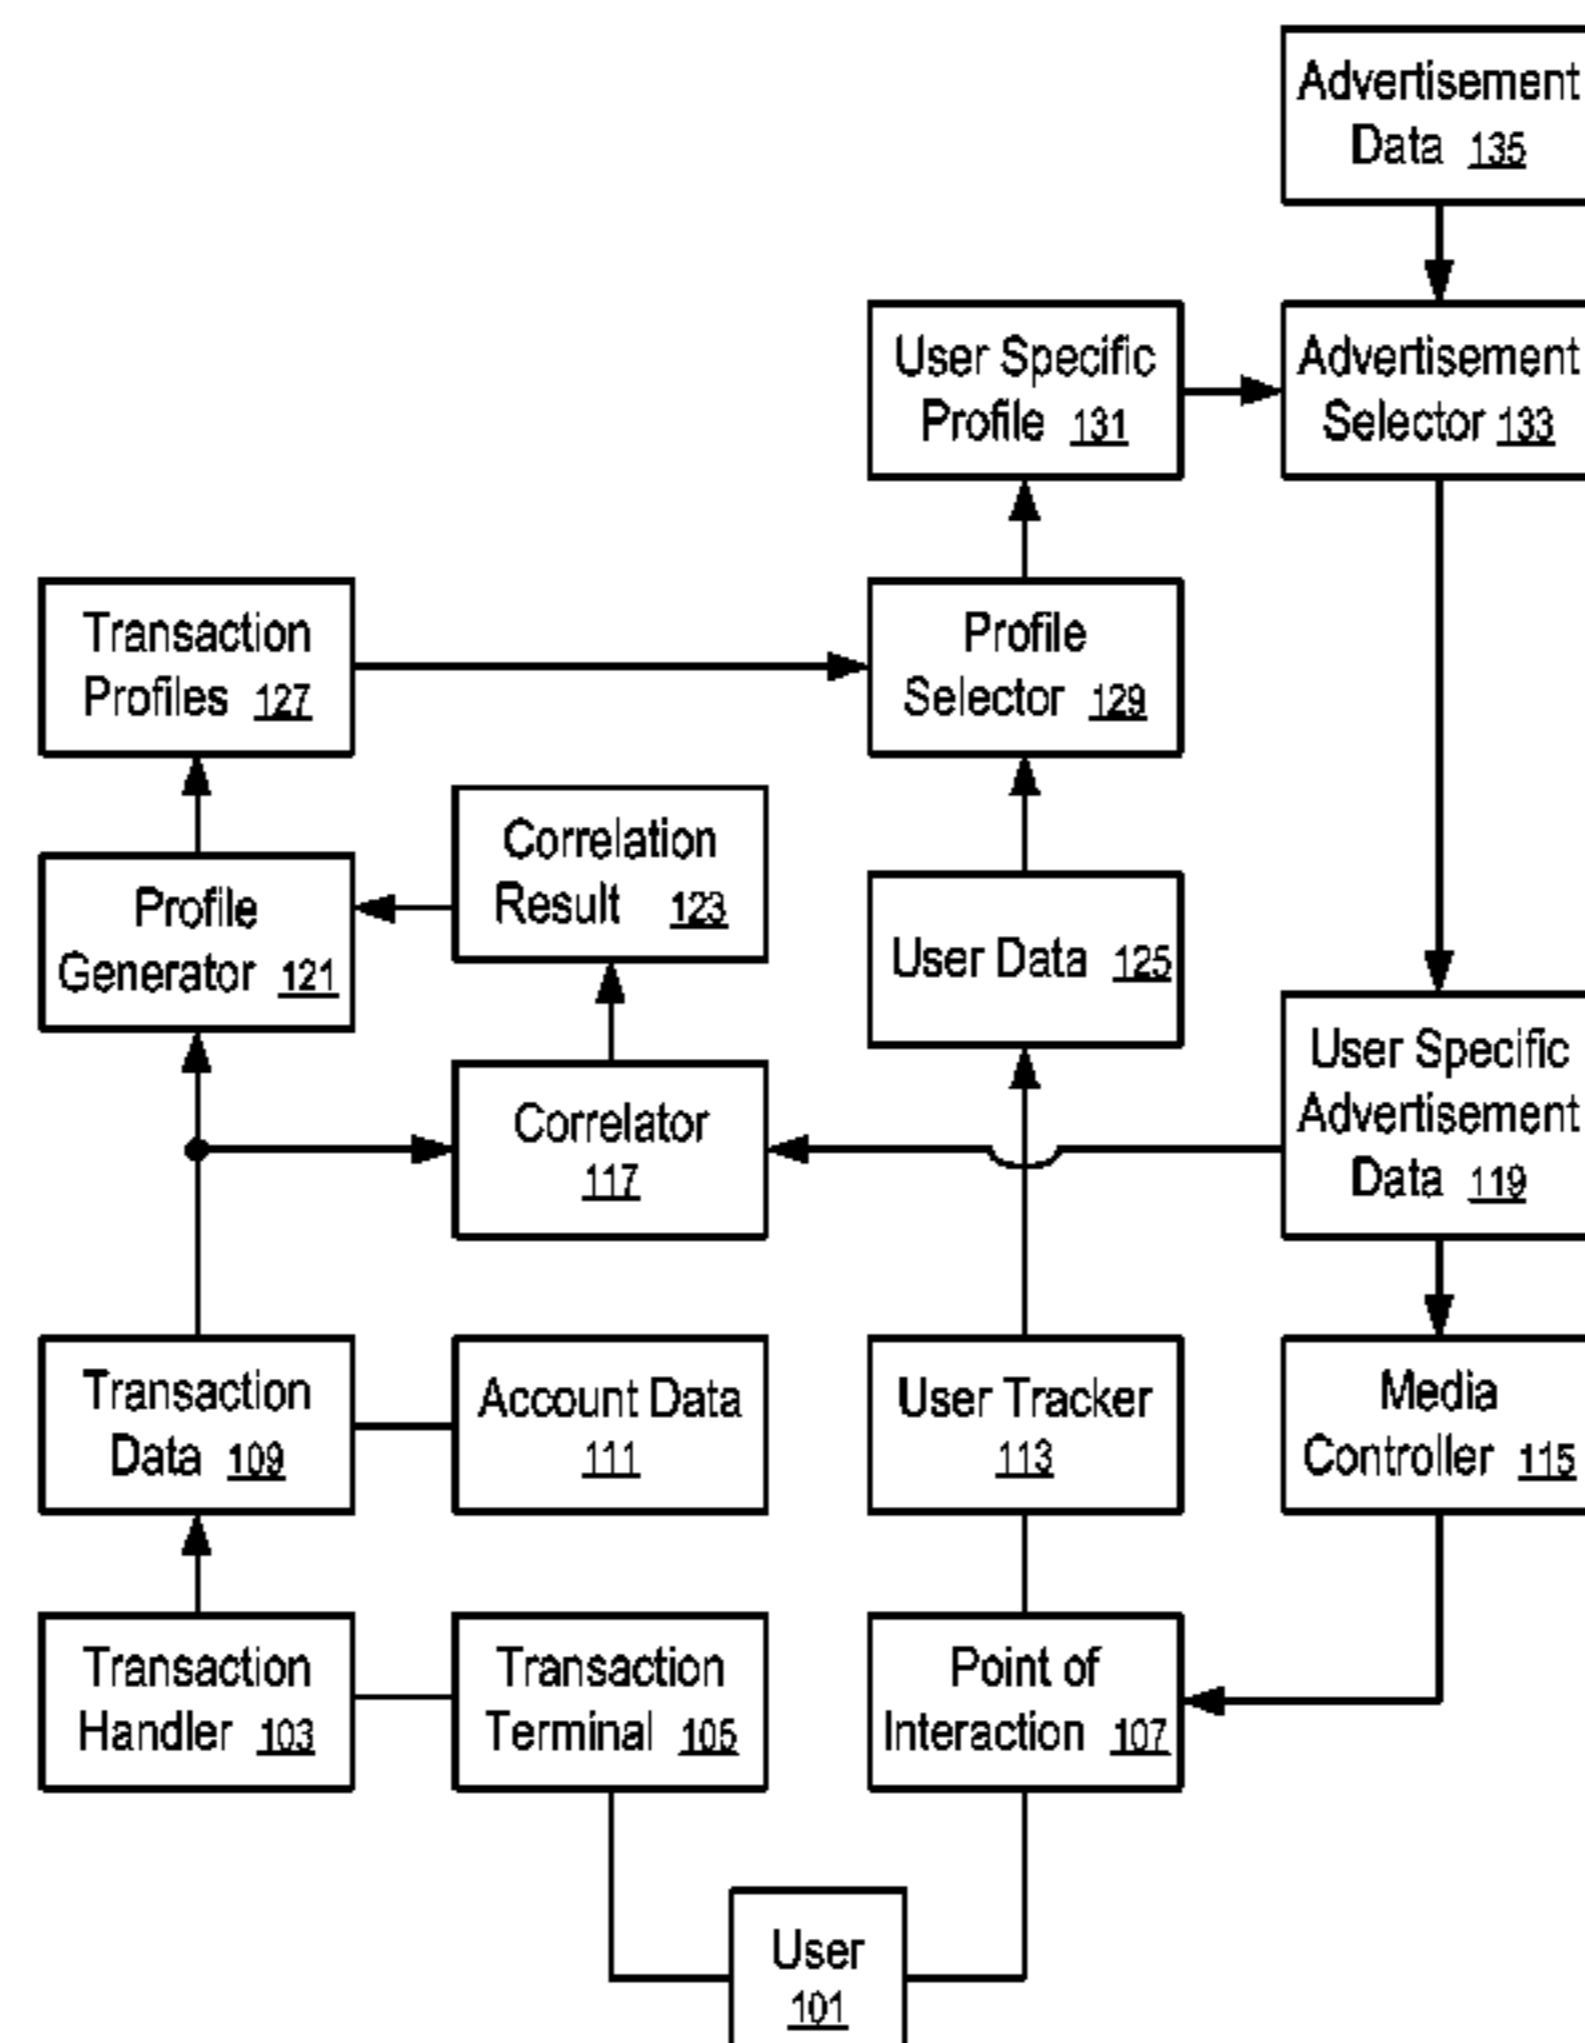 Advertisement
Data 135
User Specific
Profile 131
Advertisement
Selector 133
Transaction
Profiles 127
Profile
Selector 129
Correlation
Result 123
Profile
Generator 121
User Data 125
User Specific
Advertisement
Data 119
Correlator
117
Transaction
Data 109
Account Data
111
User Tracker
113
Media
Controller 115
Transaction
Handler 103
Transaction
Terminal 105
Point of
Interaction 107
User
101